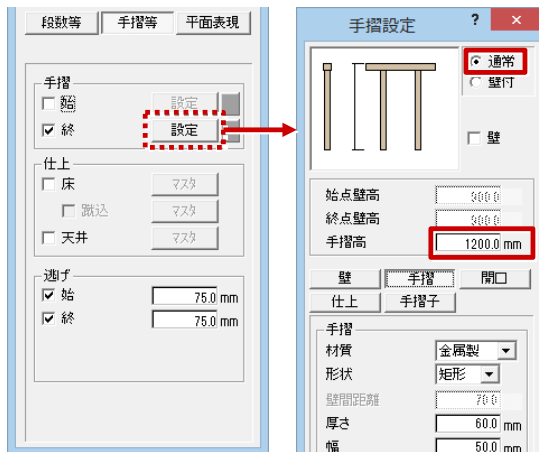 段数等 手摺等 平面表現
手摺
始 設定
終 設定
仕上
床 マスタ
蹴込 マスタ
天井 マスタ
逃げ
始 75.0 mm
終 75.0 mm
手摺設定 ? ×
通常
壁付
壁
始点壁高 900.0
終点壁高 900.0
手摺高 1200.0 mm
壁 手摺 開口
仕上 手摺子
手摺
材質 金属製
形状 矩形
壁間距離 70.0
厚さ 60.0 mm
幅 50.0 mm